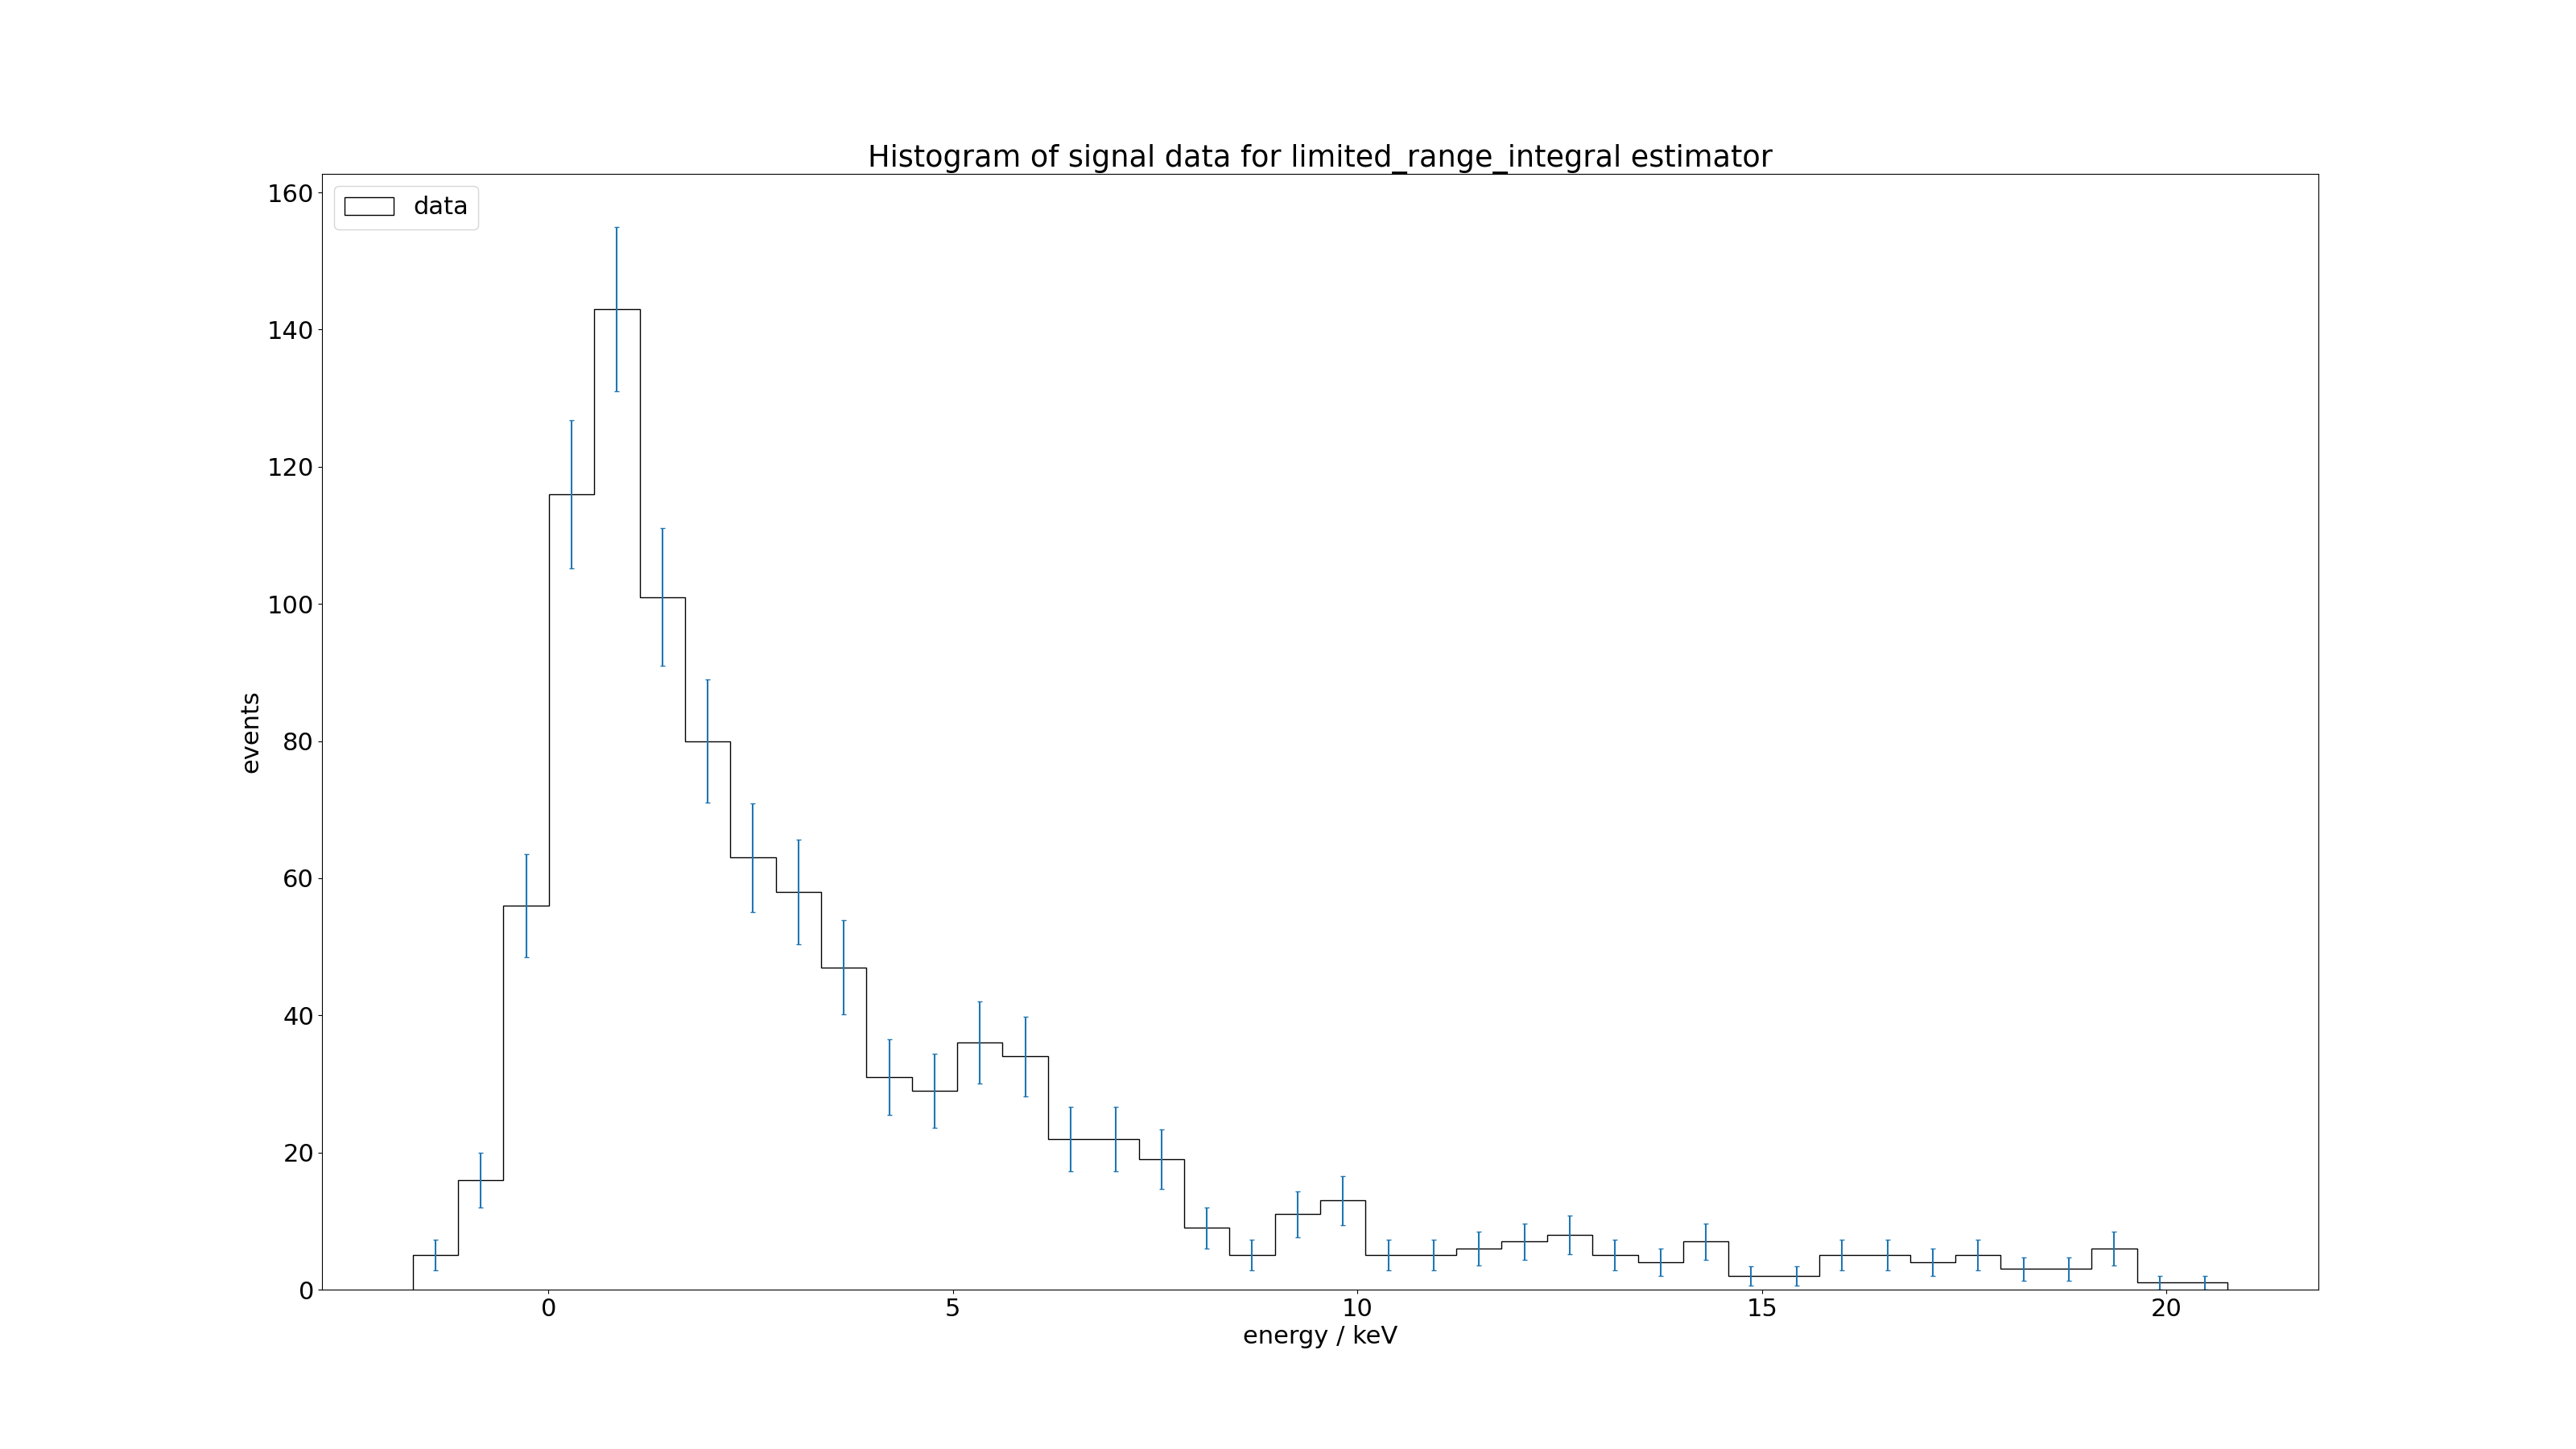 Histogram of signal data for limited_range_integral estimator
data
160
140
120
100
80
60
40
20
0
events
0 5 10 15 20
energy / keV